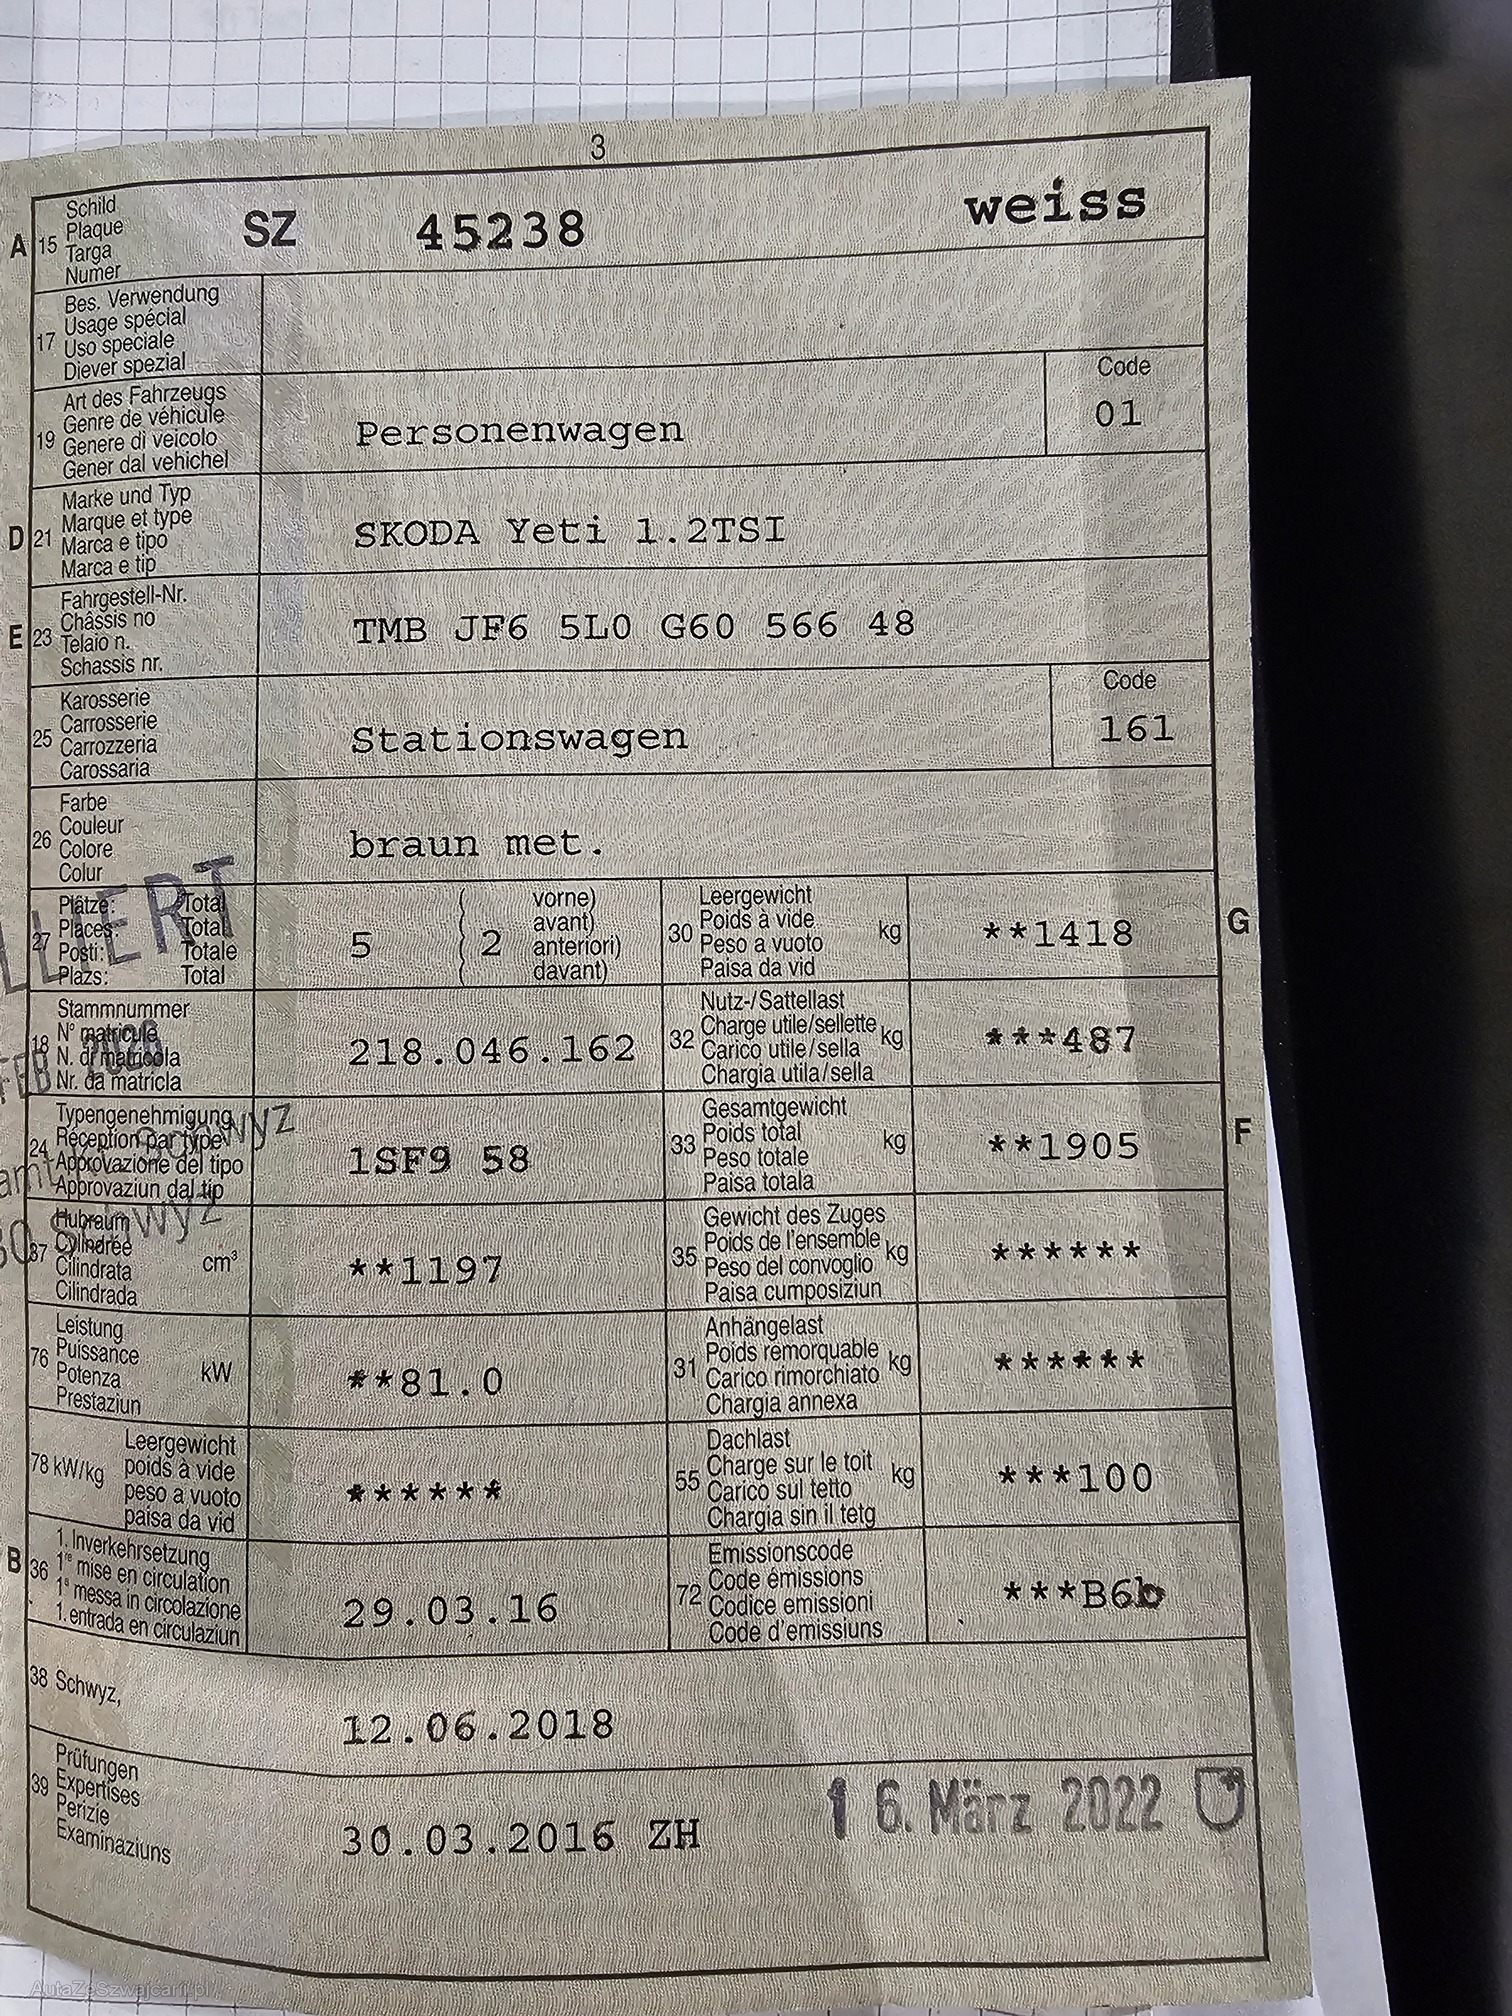 3
A 15 Schild
Plaque
Targa
Numer
SZ 45238 weiss
17 Bes. Verwendung
Usage spécial
Uso speciale
Diever spezial
19 Art des Fahrzeugs
Genre de véhicule
Genere di veicolo
Gener dal vehichel
Personenwagen
Code
01
D 21 Marke und Typ
Marque et type
Marca e tipo
Marca e tip
SKODA Yeti 1.2TSI
E 23 Fahrgestell-Nr.
Châssis no
Telaio n.
Schassis nr.
TMB JF6 5L0 G60 566 48
25 Karosserie
Carrosserie
Carrozzeria
Carossaria
Stationswagen
Code
161
26 Farbe
Couleur
Colore
Colur
braun met.
27 Plätze: Total
Places: Total
Posti: Totale
Plazs: Total
5 ( 2 vorne)
avant)
anteriori)
davant)
30 Leergewicht
Poids à vide
Peso a vuoto
Paisa da vid
kg
**1418
G
18 Stammnummer
N° matricule
N. di matricola
Nr. da matricla
218.046.162
32 Nutz-/Sattellast
Charge utile/sellette
Carico utile/sella
Chargia utila/sella
kg
***487
24 Typengenehmigung
Réception par type
Approvazione del tipo
Approvaziun dal tip
1SF9 58
33 Gesamtgewicht
Poids total
Peso totale
Paisa totala
kg
**1905
F
37 Hubraum
Cylindrée
Cilindrata
Cilindrada
cm³
**1197
35 Gewicht des Zuges
Poids de l'ensemble
Peso del convoglio
Paisa cumposiziun
kg
******
76 Leistung
Puissance
Potenza
Prestaziun
kW
**81.0
31 Anhängelast
Poids remorquable
Carico rimorchiato
Chargia annexa
kg
******
78 kW/kg Leergewicht
poids à vide
peso a vuoto
paisa da vid
******
55 Dachlast
Charge sur le toit
Carico sul tetto
Chargia sin il tetg
kg
***100
B 36 1. Inverkehrsetzung
1re mise en circulation
1a messa in circolazione
1. entrada en circulaziun
29.03.16
72 Emissionscode
Code émissions
Codice emissioni
Code d'emissiuns
***B6b
38 Schwyz,
12.06.2018
39 Prüfungen
Expertises
Perizie
Examinaziuns
30.03.2016 ZH
16. März 2022
LLIERT
FEB 2026
amt Schwyz
30 Schwyz
AutaZeSzwajcarii.pl